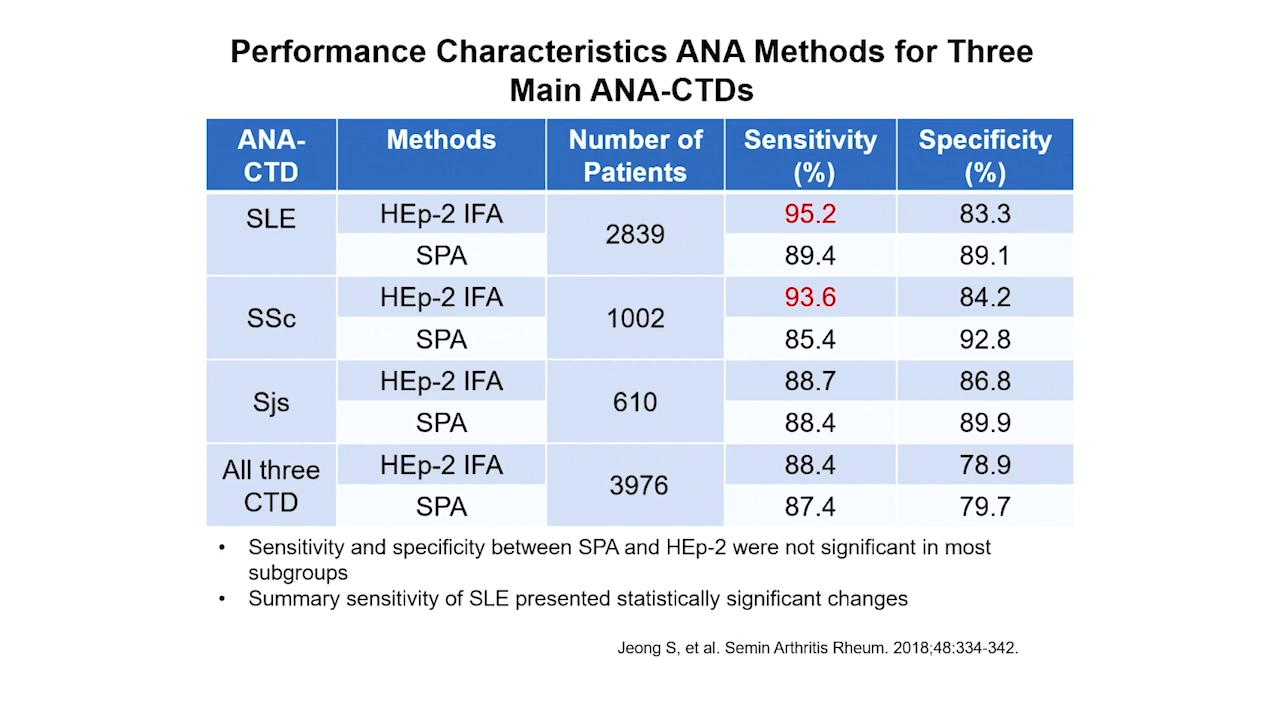 Performance Characteristics ANA Methods for Three
Main ANA-CTDs
ANA-CTD Methods Number of Patients Sensitivity (%) Specificity (%)
SLE HEp-2 IFA 2839 95.2 83.3
SPA 89.4 89.1
SSc HEp-2 IFA 1002 93.6 84.2
SPA 85.4 92.8
Sjs HEp-2 IFA 610 88.7 86.8
SPA 88.4 89.9
All three CTD HEp-2 IFA 3976 88.4 78.9
SPA 87.4 79.7
• Sensitivity and specificity between SPA and HEp-2 were not significant in most
subgroups
• Summary sensitivity of SLE presented statistically significant changes
Jeong S, et al. Semin Arthritis Rheum. 2018;48:334-342.